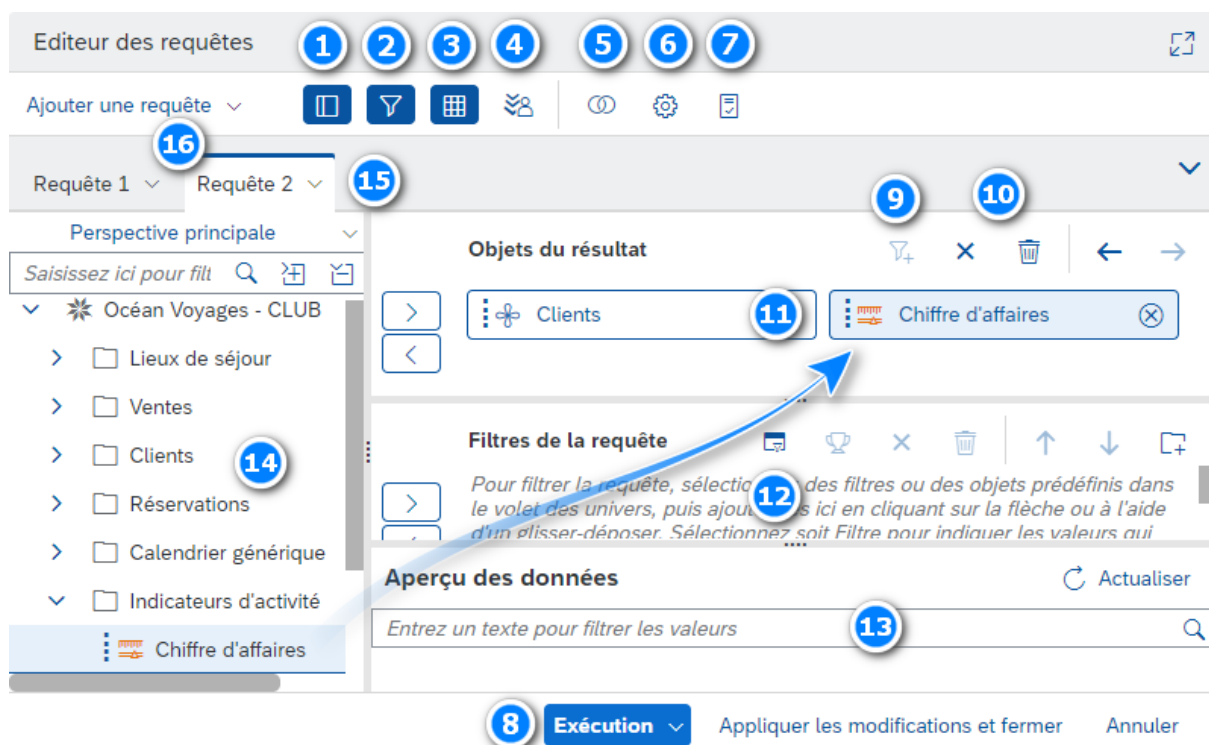 Editeur des requêtes
1 2 3 4 5 6 7
Ajouter une requête
16
Requête 1
Requête 2
15
9
10
Perspective principale
Saisissez ici pour filt
Océan Voyages - CLUB
Lieux de séjour
Ventes
Clients
14
Réservations
Calendrier générique
Indicateurs d'activité
Chiffre d'affaires
Objets du résultat
Clients
11
Chiffre d'affaires
Filtres de la requête
Pour filtrer la requête, des filtres ou des objets prédéfinis dans
le volet des univers, puis ici en cliquant sur la flèche ou à l'aide
12
d'un glisser-déposer. Sélectionnez soit Filtre pour indiquer les valeurs qui
Aperçu des données
Actualiser
Entrez un texte pour filtrer les valeurs
13
8
Exécution
Appliquer les modifications et fermer
Annuler